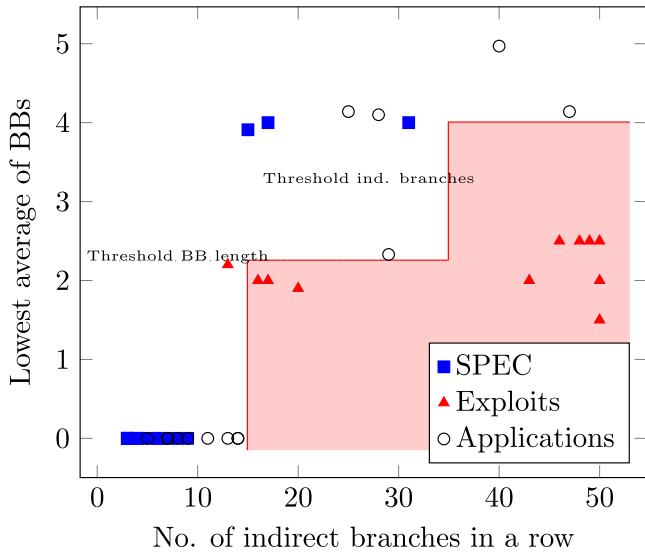 5
4
3
2
1
0
Lowest average of BBs
Threshold ind. branches
Threshold BB length
SPEC
Exploits
Applications
0 10 20 30 40 50
No. of indirect branches in a row